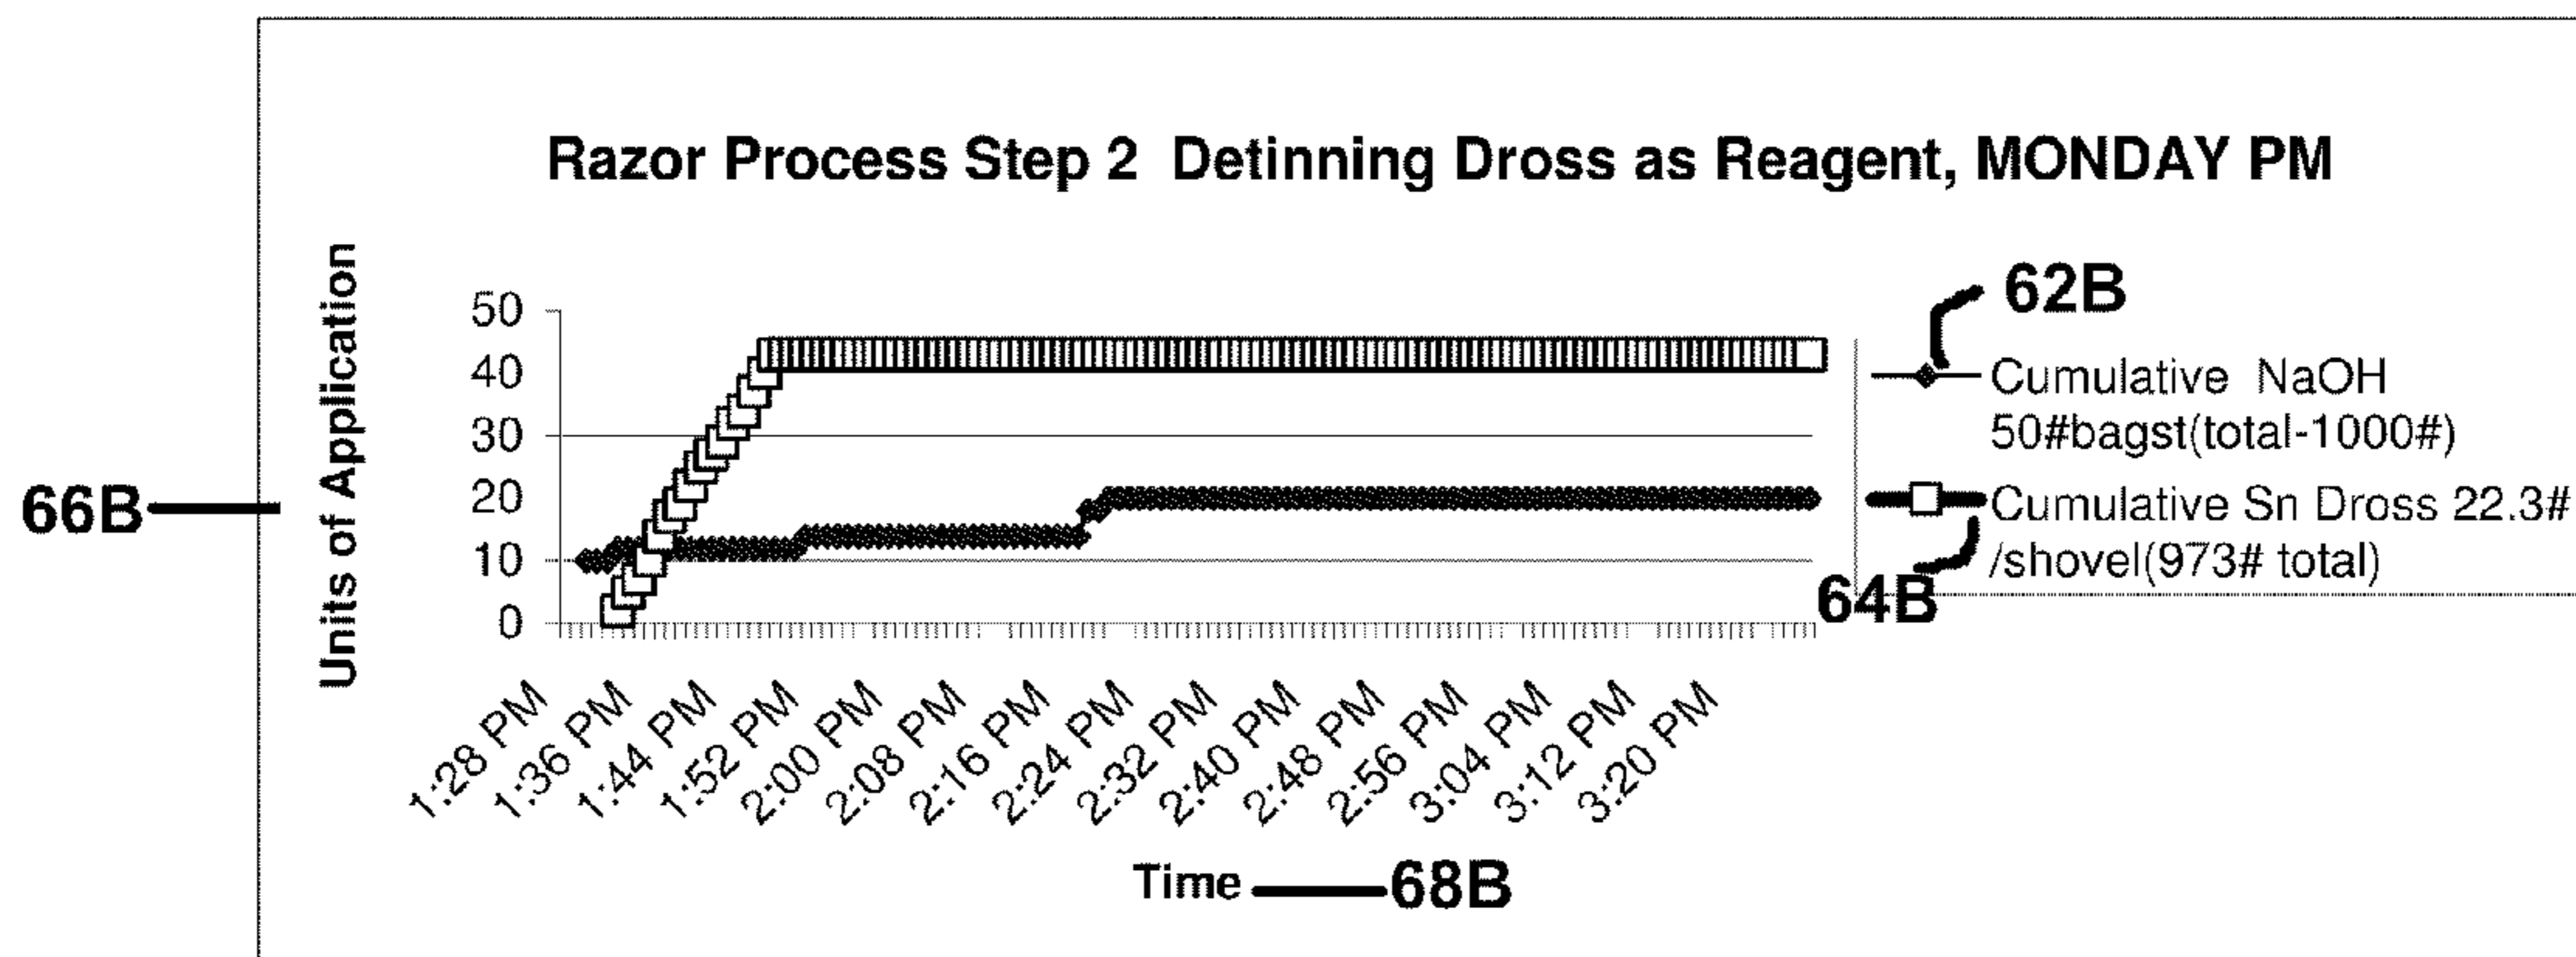 Razor Process Step 2 Detinning Dross as Reagent, MONDAY PM
Units of Application
66B
50
40
30
20
10
0
1:28 PM
1:36 PM
1:44 PM
1:52 PM
2:00 PM
2:08 PM
2:16 PM
2:24 PM
2:32 PM
2:40 PM
2:48 PM
2:56 PM
3:04 PM
3:12 PM
3:20 PM
Time
68B
62B
Cumulative NaOH
50#bagst(total-1000#)
Cumulative Sn Dross 22.3#
/shovel(973# total)
64B